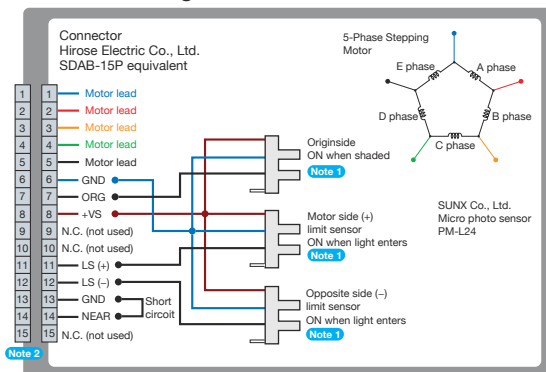 Connector
Hirose Electric Co., Ltd.
SDAB-15P equivalent
5-Phase Stepping
Motor
E phase
A phase
D phase
B phase
C phase
1 1 Motor lead
2 2 Motor lead
3 3 Motor lead
4 4 Motor lead
5 5 Motor lead
6 6 GND
7 7 ORG
8 8 +VS
9 9 N.C. (not used)
10 10 N.C. (not used)
11 11 LS (+)
12 12 LS (−)
13 13 GND
14 14 NEAR
15 15 N.C. (not used)
Short
circoit
Originside
ON when shaded
Note 1
Motor side (+)
limit sensor
ON when light enters
Note 1
Opposite side (−)
limit sensor
ON when light enters
Note 1
SUNX Co., Ltd.
Micro photo sensor
PM-L24
Note 2